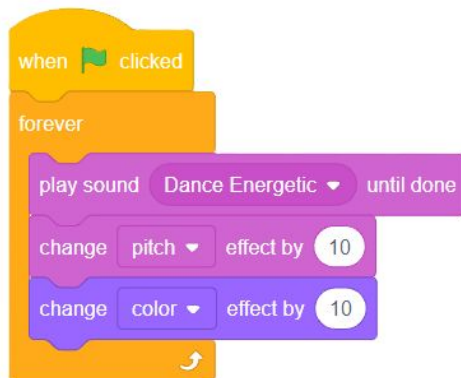 when clicked
forever
play sound Dance Energetic until done
change pitch effect by 10
change color effect by 10